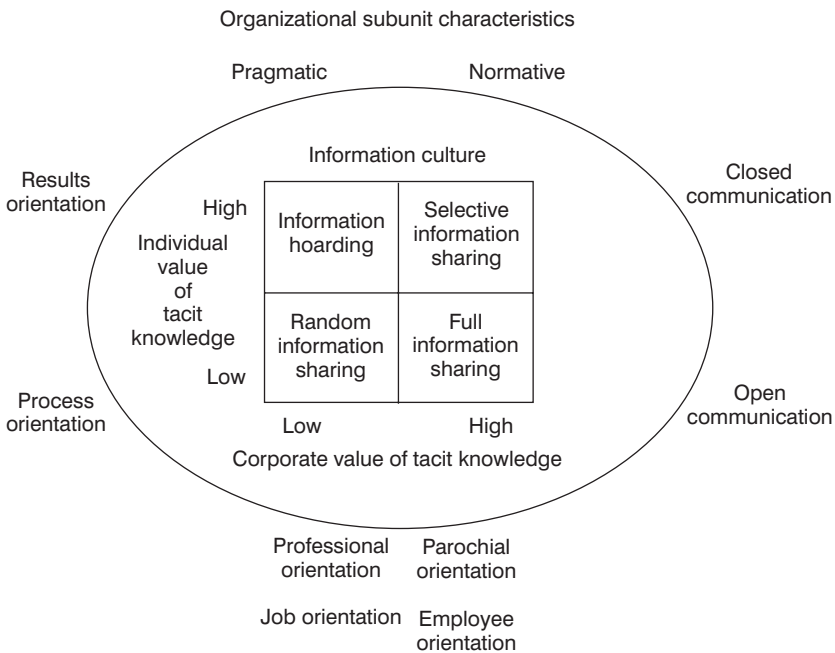 Organizational subunit characteristics
Pragmatic
Normative
Results
orientation
Process
orientation
Closed
communication
Open
communication
Information culture
High
Individual
value
of
tacit
knowledge
Low
Information
hoarding
Selective
information
sharing
Random
information
sharing
Full
information
sharing
Low
High
Corporate value of tacit knowledge
Professional
orientation
Parochial
orientation
Job orientation
Employee
orientation